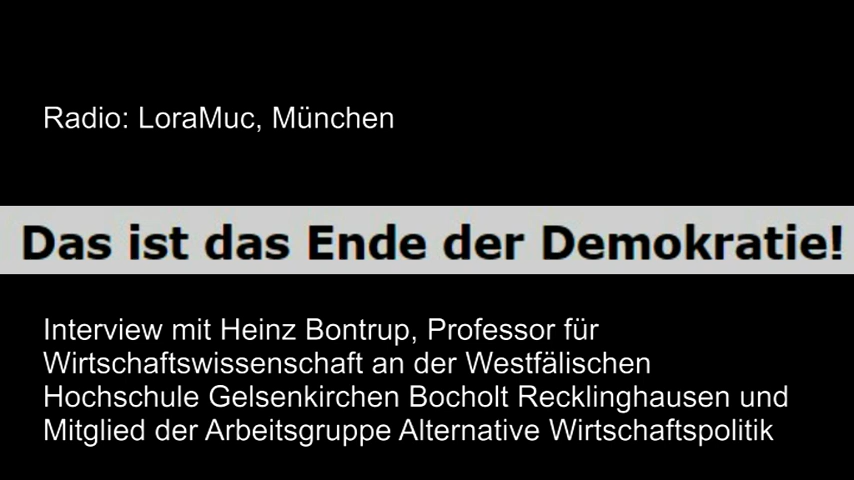 Radio: LoraMuc, München
Das ist das Ende der Demokratie!
Interview mit Heinz Bontrup, Professor für
Wirtschaftswissenschaft an der Westfälischen
Hochschule Gelsenkirchen Bocholt Recklinghausen und
Mitglied der Arbeitsgruppe Alternative Wirtschaftspolitik